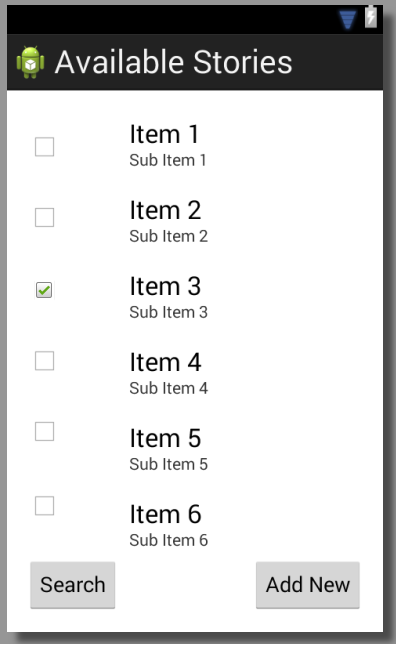 Available Stories
Item 1
Sub Item 1
Item 2
Sub Item 2
Item 3
Sub Item 3
Item 4
Sub Item 4
Item 5
Sub Item 5
Item 6
Sub Item 6
Search
Add New